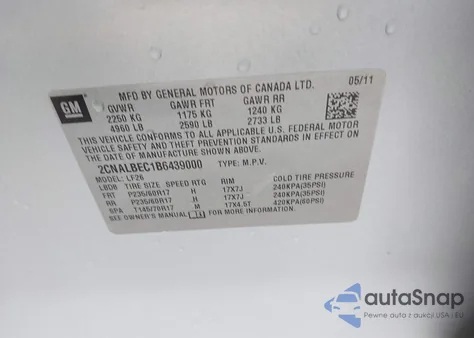 GM
MFD BY GENERAL MOTORS OF CANADA LTD. 05/11
GVWR GAWR FRT GAWR RR
2250 KG 1175 KG 1240 KG
4960 LB 2590 LB 2733 LB
THIS VEHICLE CONFORMS TO ALL APPLICABLE U.S. FEDERAL MOTOR
VEHICLE SAFETY AND THEFT PREVENTION STANDARDS IN EFFECT ON
THE DATE OF MANUFACTURE SHOWN ABOVE.
2CNALBEC1B6439000 TYPE: M.P.V.
MODEL: LF26
LBDR TIRE SIZE SPEED RTG RIM COLD TIRE PRESSURE
FRT P235/60R17 H 17X7J 240KPA(35PSI)
RR P235/60R17 H 17X7J 240KPA(35PSI)
SPA T145/70R17 M 17X4.5T 420KPA(60PSI)
SEE OWNER'S MANUAL FOR MORE INFORMATION.
autoSnap
Pewne auta z aukcji USA i EU